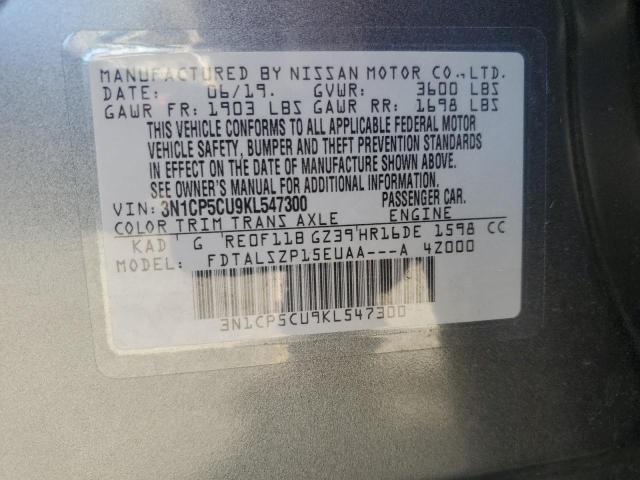 MANUFACTURED BY NISSAN MOTOR CO., LTD.
DATE: 06/19. GVWR: 3600 LBS
GAWR FR: 1903 LBS GAWR RR: 1698 LBS
THIS VEHICLE CONFORMS TO ALL APPLICABLE FEDERAL MOTOR
VEHICLE SAFETY, BUMPER AND THEFT PREVENTION STANDARDS
IN EFFECT ON THE DATE OF MANUFACTURE SHOWN ABOVE.
SEE OWNER'S MANUAL FOR ADDITIONAL INFORMATION
VIN: 3N1CP5CU9KL547300 PASSENGER CAR.
COLOR TRIM TRANS AXLE ENGINE
KAD G RE0F11B GZ39 HR16DE 1598 CC
MODEL: FDTALSZP15EUAA---A 42000
3N1CP5CU9KL547300